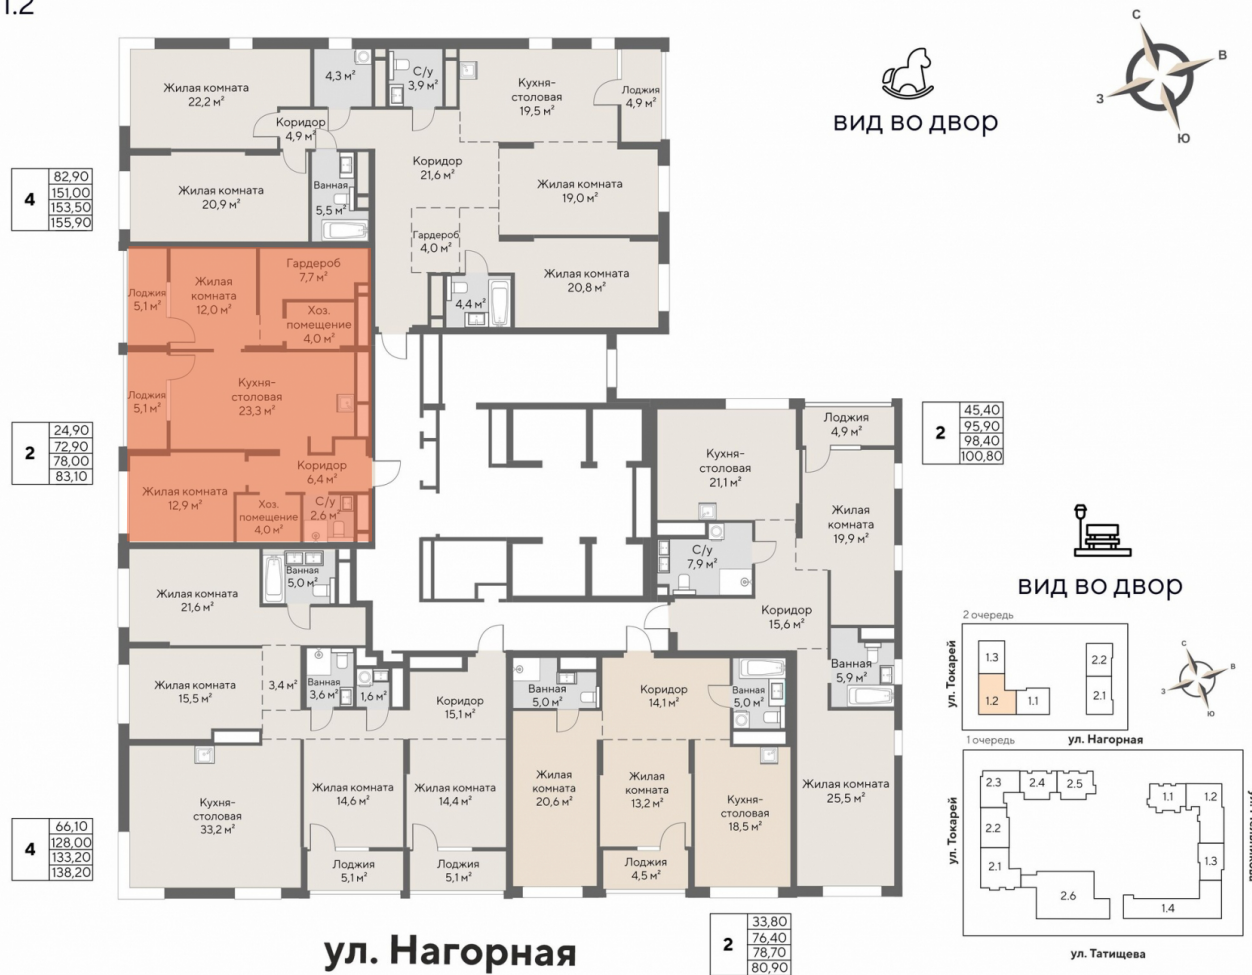 1.2
С
В
З
Ю
вид во двор
Жилая комната
22,2 м²
4,3 м²
С/у
3,9 м²
Кухня-
столовая
19,5 м²
Лоджия
4,9 м²
Коридор
4,9 м²
Коридор
21,6 м²
4
82,90
151,00
153,50
155,90
Жилая комната
20,9 м²
Ванная
5,5 м²
Жилая комната
19,0 м²
Гардероб
4,0 м²
Жилая комната
20,8 м²
4,4 м²
Лоджия
5,1 м²
Жилая
комната
12,0 м²
Гардероб
7,7 м²
Хоз.
помещение
4,0 м²
Лоджия
5,1 м²
Кухня-
столовая
23,3 м²
2
24,90
72,90
78,00
83,10
Коридор
6,4 м²
Жилая комната
12,9 м²
Хоз.
помещение
4,0 м²
С/у
2,6 м²
Лоджия
4,9 м²
2
45,40
95,90
98,40
100,80
Кухня-
столовая
21,1 м²
Жилая
комната
19,9 м²
С/у
7,9 м²
Коридор
15,6 м²
Ванная
5,9 м²
Жилая комната
25,5 м²
Жилая комната
21,6 м²
Ванная
5,0 м²
Жилая комната
15,5 м²
3,4 м²
Ванная
3,6 м²
1,6 м²
Коридор
15,1 м²
Ванная
5,0 м²
Коридор
14,1 м²
Ванная
5,0 м²
Кухня-
столовая
33,2 м²
Жилая комната
14,6 м²
Жилая комната
14,4 м²
Жилая
комната
20,6 м²
Жилая
комната
13,2 м²
Кухня-
столовая
18,5 м²
Лоджия
5,1 м²
Лоджия
5,1 м²
Лоджия
4,5 м²
4
66,10
128,00
133,20
138,20
2
33,80
76,40
78,70
80,90
ул. Нагорная
вид во двор
2 очередь
ул. Токарей
1.3
1.2
1.1
2.2
2.1
ул. Нагорная
С
В
З
Ю
1 очередь
ул. Токарей
2.3
2.4
2.5
2.2
2.1
2.6
1.1
1.2
1.3
1.4
ул. Татищева